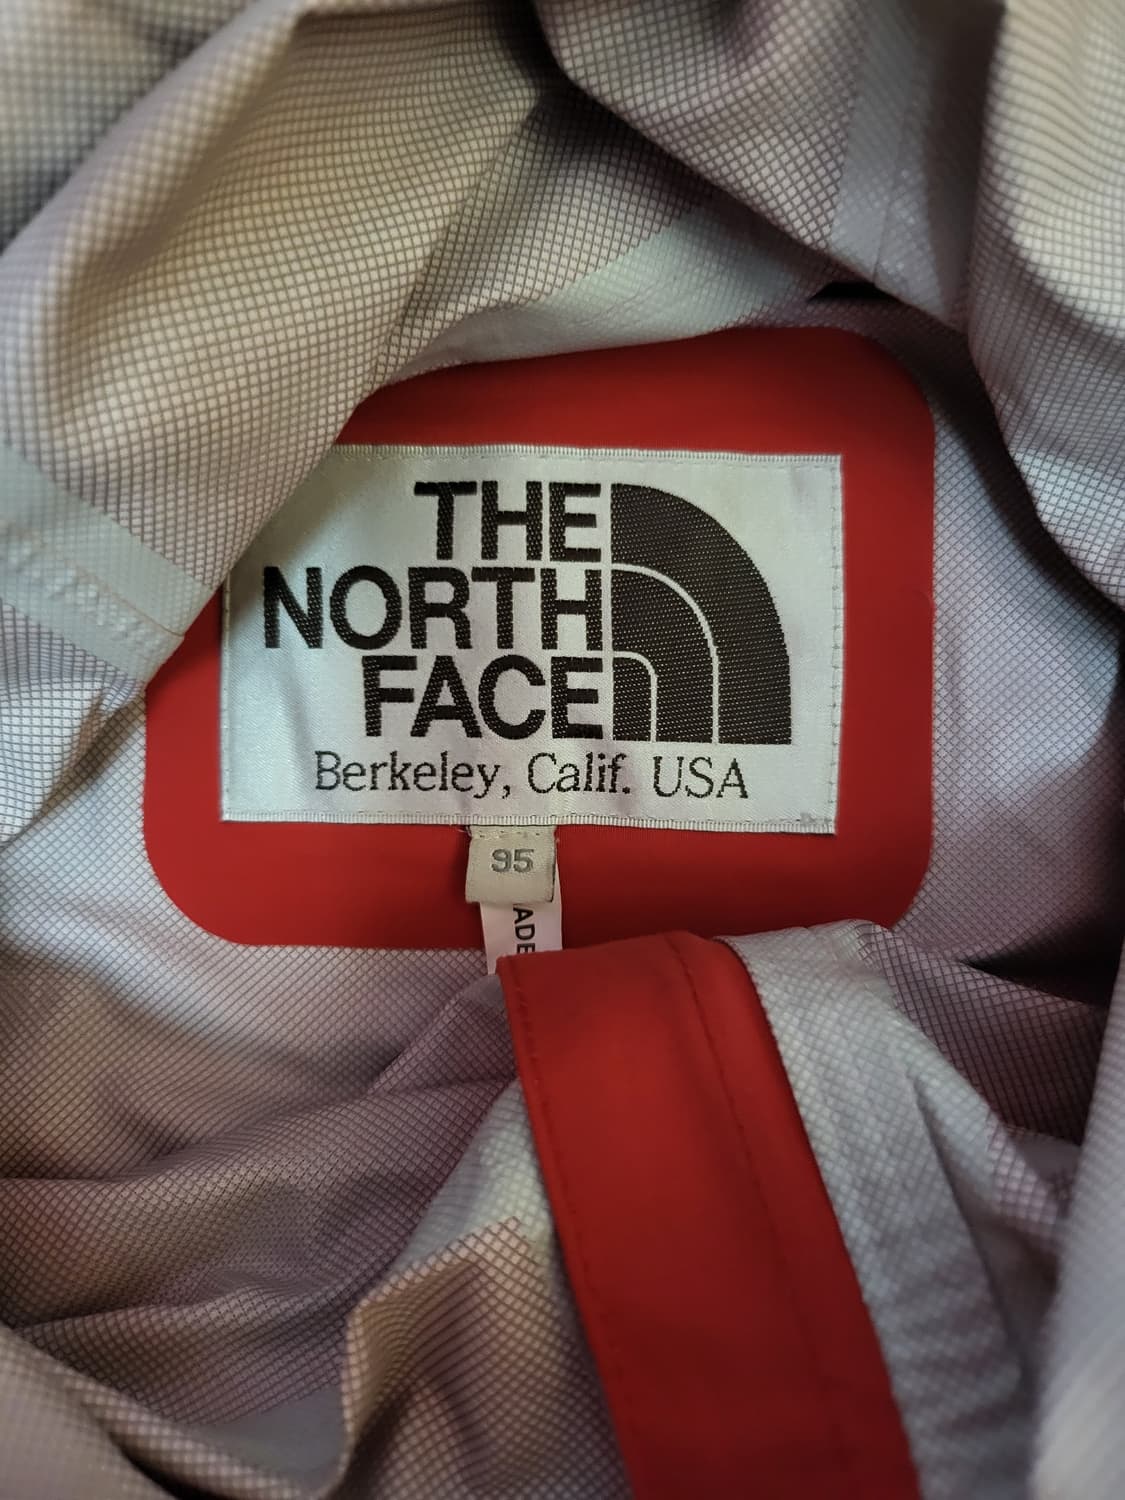 THE
NORTH
FACE
Berkeley, Calif. USA
95